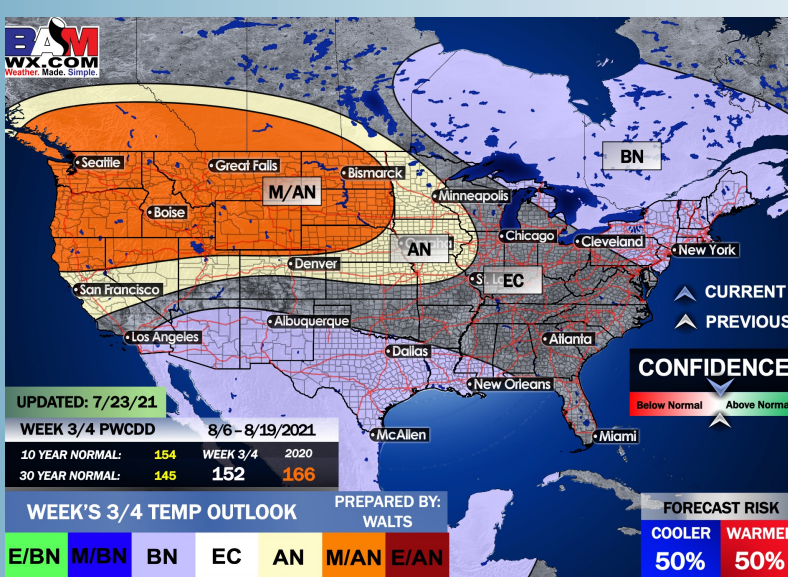 BAM
WX.COM
Weather. Made. Simple.
BN
Seattle
Great Falls
Bismarck
M/AN
Minneapolis
Boise
Chicago
Cleveland
New York
AN
Denver
EC
San Francisco
CURRENT
Albuquerque
PREVIOUS
Los Angeles
Atlanta
Dallas
CONFIDENCE
New Orleans
Below Normal
Above Norma
UPDATED: 7/23/21
WEEK 3/4 PWCDD 8/6 – 8/19/2021
McAllen
Miami
10 YEAR NORMAL: 154 WEEK 3/4 2020
30 YEAR NORMAL: 145 152 166
WEEK'S 3/4 TEMP OUTLOOK
PREPARED BY:
WALTS
FORECAST RISK
COOLER WARMER
50% 50%
E/BN M/BN BN EC AN M/AN E/AN